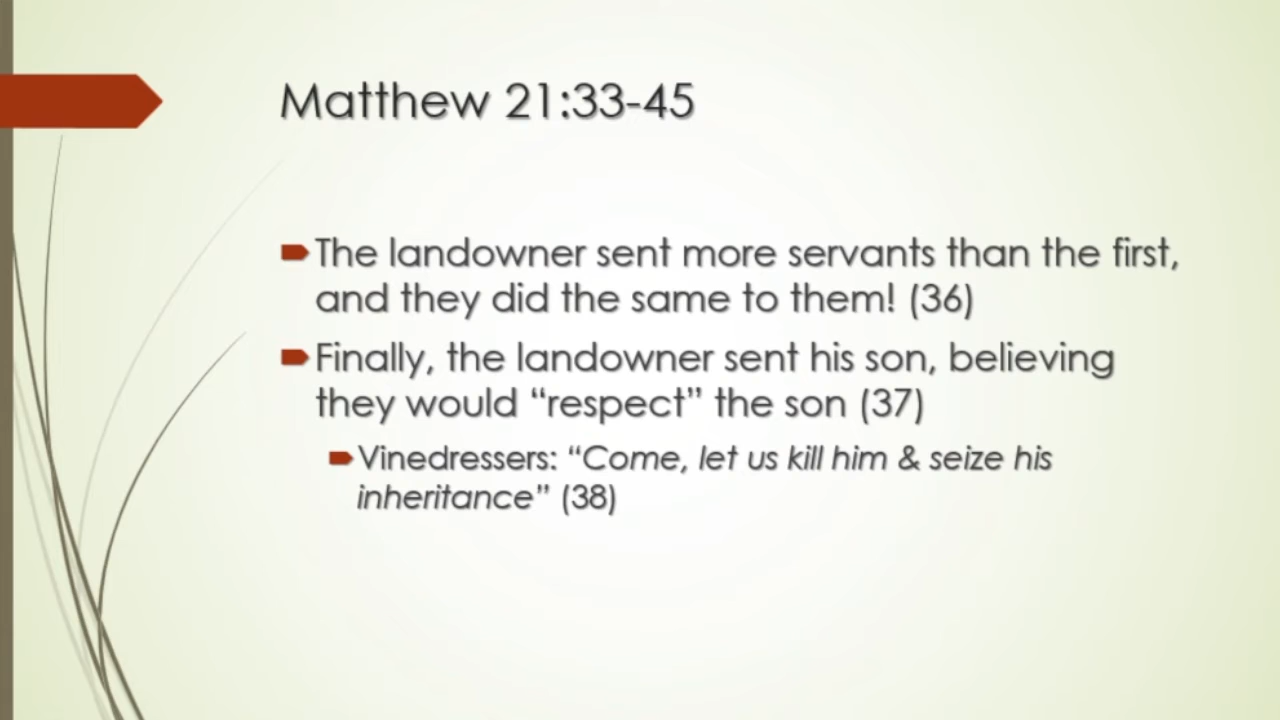 Matthew 21:33-45
The landowner sent more servants than the first,
and they did the same to them! (36)
Finally, the landowner sent his son, believing
they would “respect” the son (37)
Vinedressers: “Come, let us kill him & seize his
inheritance” (38)